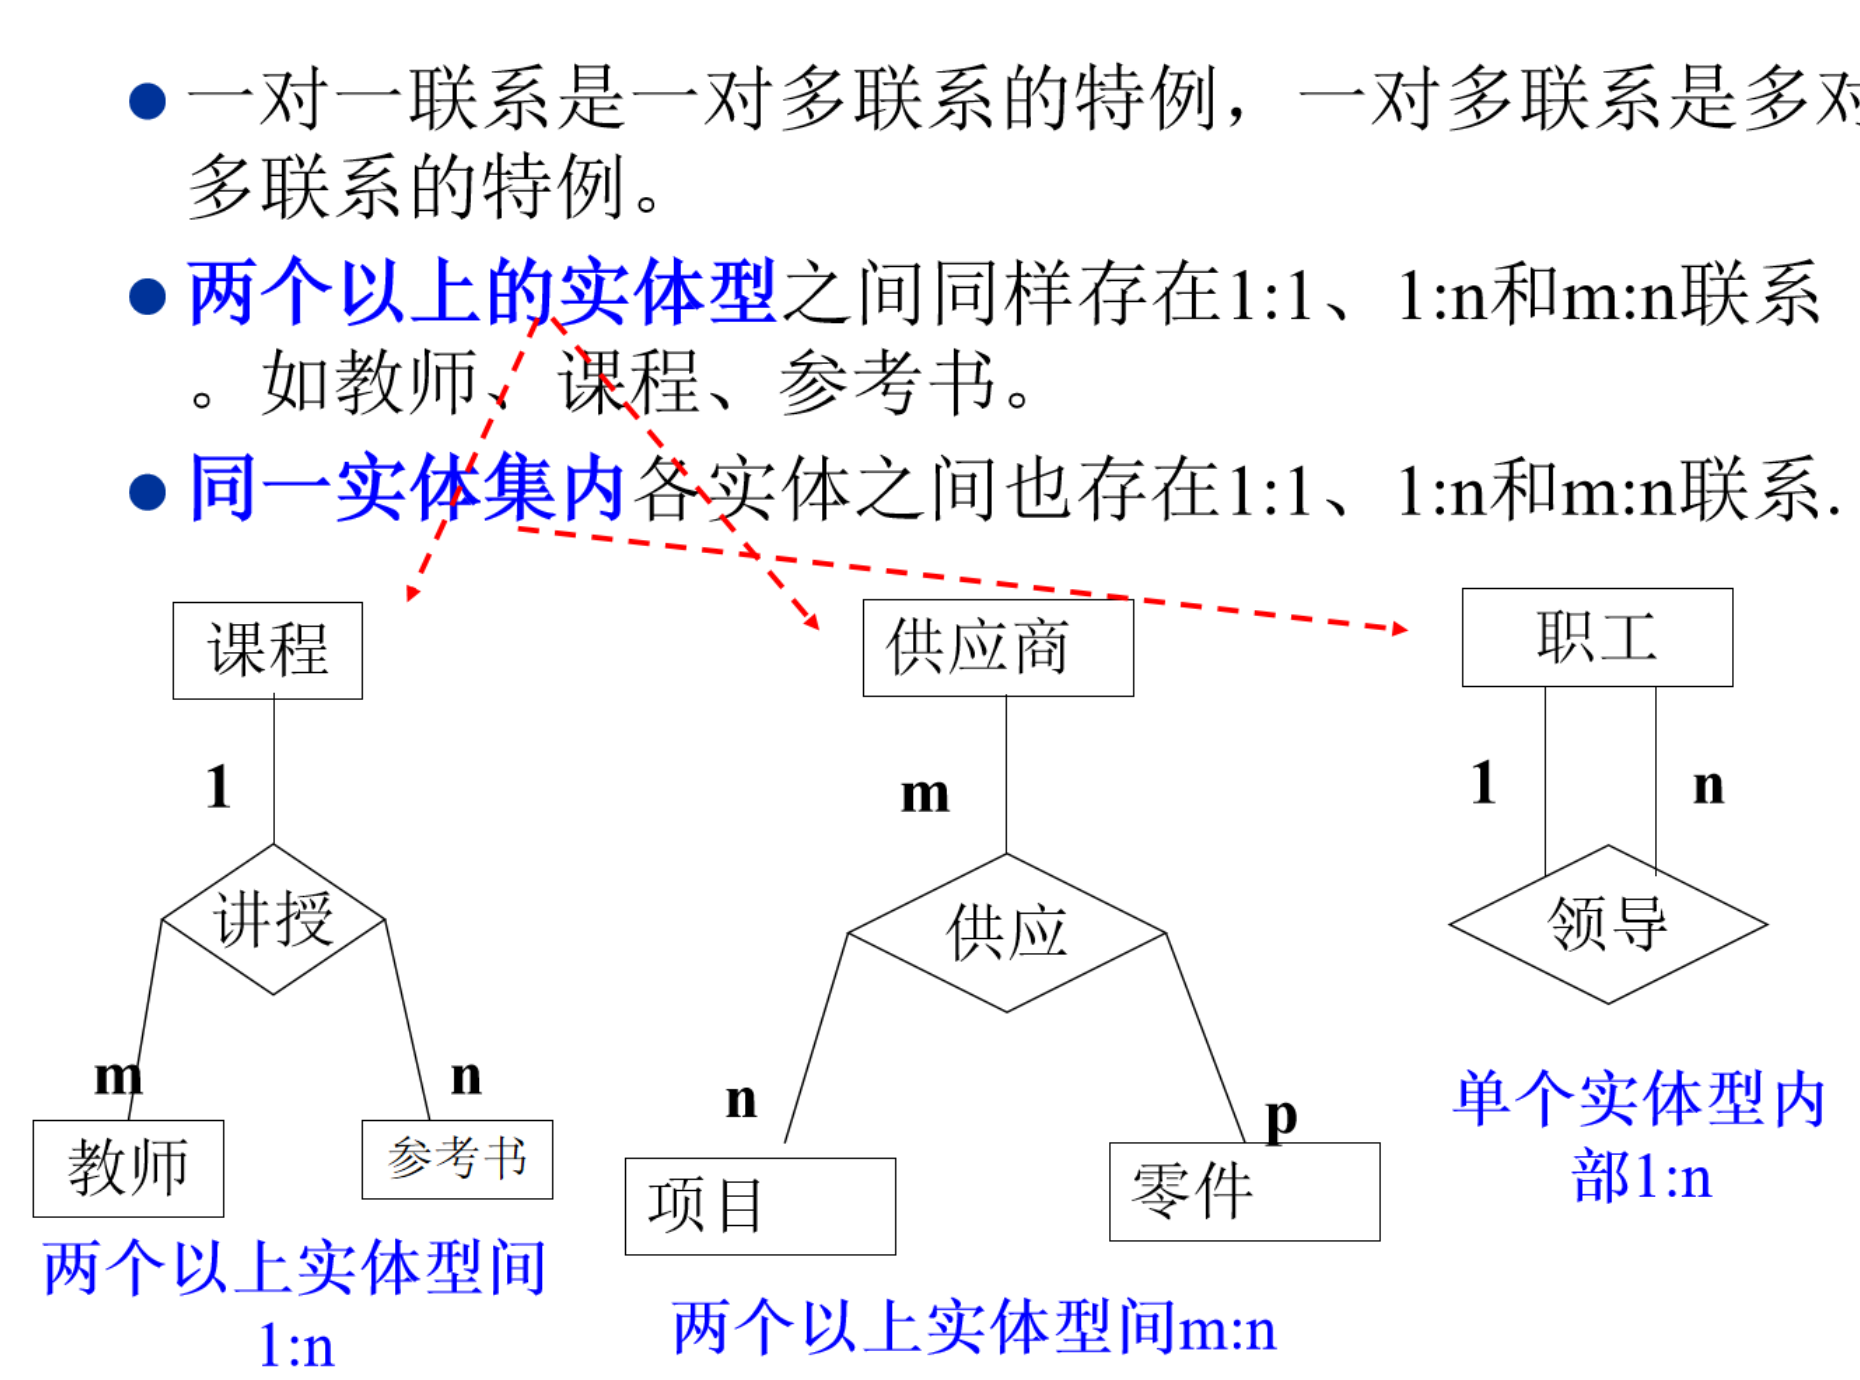 一对一联系是一对多联系的特例，一对多联系是多对
多联系的特例。
两个以上的实体型之间同样存在1:1、1:n和m:n联系
。如教师、课程、参考书。
同一实体集内各实体之间也存在1:1、1:n和m:n联系.
课程
供应商
职工
1
m
1
n
讲授
供应
领导
m
n
n
p
教师
参考书
项目
零件
单个实体型内
部1:n
两个以上实体型间
1:n
两个以上实体型间m:n